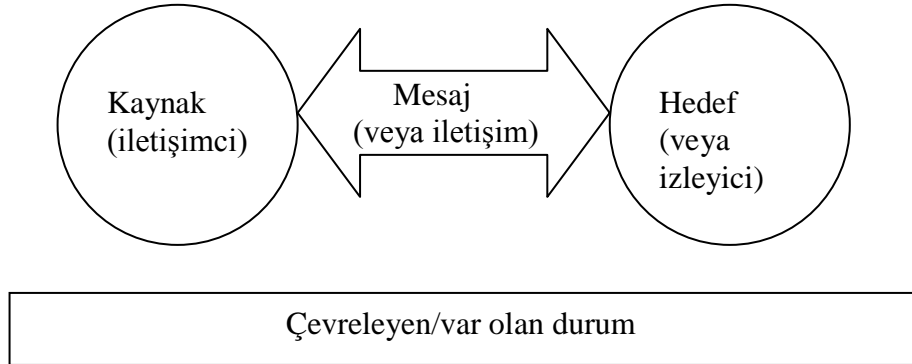 Kaynak
(iletişimci)
Mesaj
(veya iletişim)
Hedef
(veya
izleyici)
Çevreleyen/var olan durum